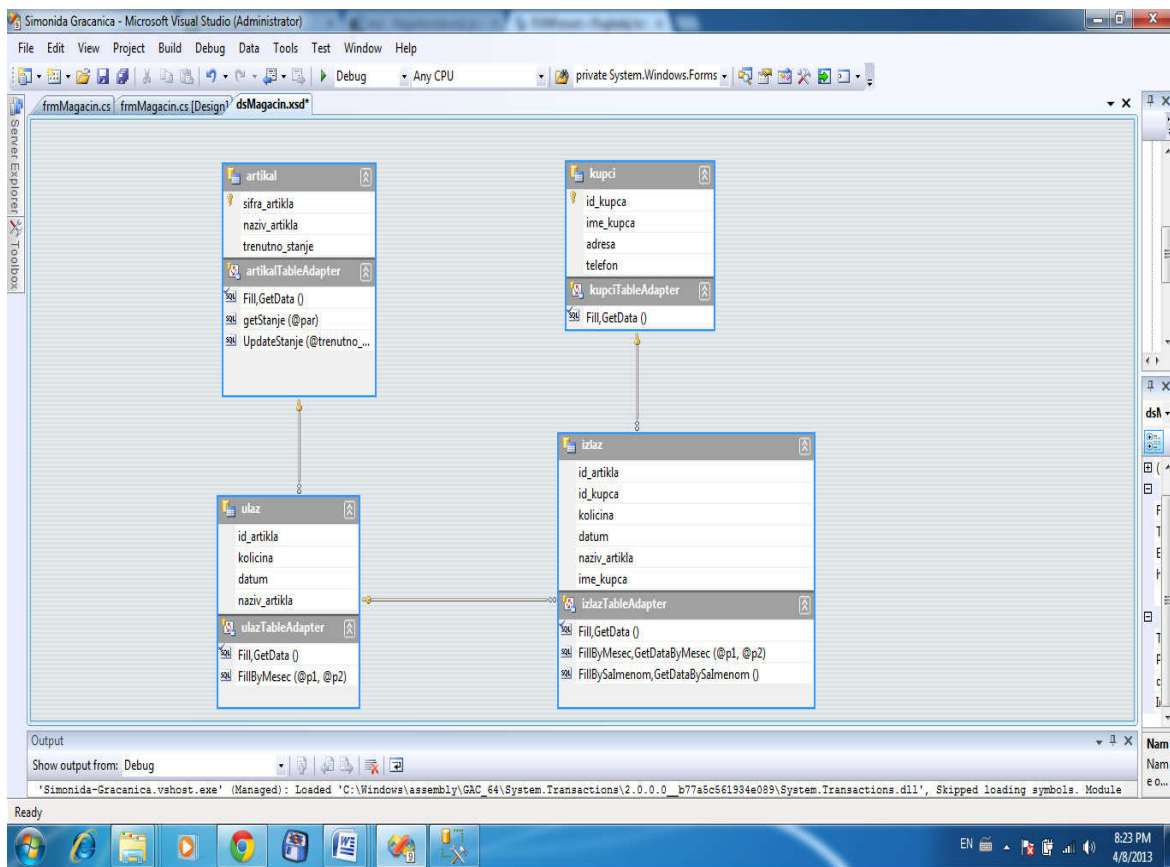 Simonida Gracanica - Microsoft Visual Studio (Administrator)
File Edit View Project Build Debug Data Tools Test Window Help
Debug Any CPU private System.Windows.Forms
frmMagacin.cs frmMagacin.cs [Design] dsMagacin.xsd*
Server Explorer
Toolbox
artikal
sifra_artikla
naziv_artikla
trenutno_stanje
artikalTableAdapter
Fill,GetData ()
getStanje (@par)
UpdateStanje (@trenutno_...
kupci
id_kupca
ime_kupca
adresa
telefon
kupciTableAdapter
Fill,GetData ()
ulaz
id_artikla
kolicina
datum
naziv_artikla
ulazTableAdapter
Fill,GetData ()
FillByMesec (@p1, @p2)
izlaz
id_artikla
id_kupca
kolicina
datum
naziv_artikla
ime_kupca
izlazTableAdapter
Fill,GetData ()
FillByMesec,GetDataByMesec (@p1, @p2)
FillBySaImenom,GetDataBySaImenom ()
Output
Show output from: Debug
'Simonida-Gracanica.vshost.exe' (Managed): Loaded 'C:\Windows\assembly\GAC_64\System.Transactions\2.0.0.0__b77a5c561934e089\System.Transactions.dll', Skipped loading symbols. Module
Nam
Nam
e o...
Ready
EN
8:23 PM
4/8/2013